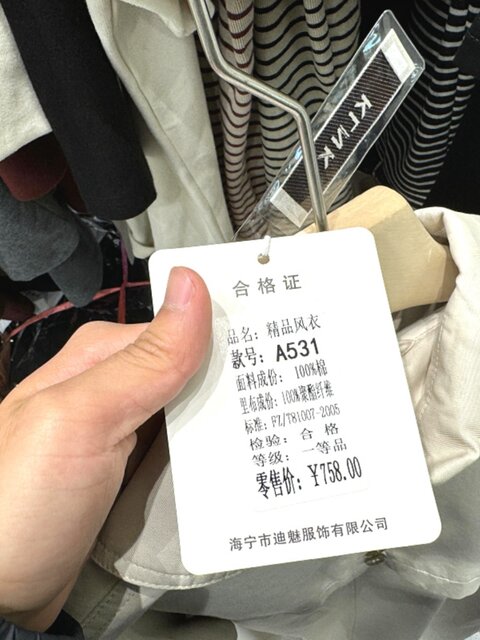 KLNK
合格证
品名：精品风衣
款号：A531
面料成份：100%棉
里布成份：100%聚酯纤维
标准：FZ/T81007-2005
检验：合 格
等级：一等品
零售价：¥758.00
海宁市迪魅服饰有限公司